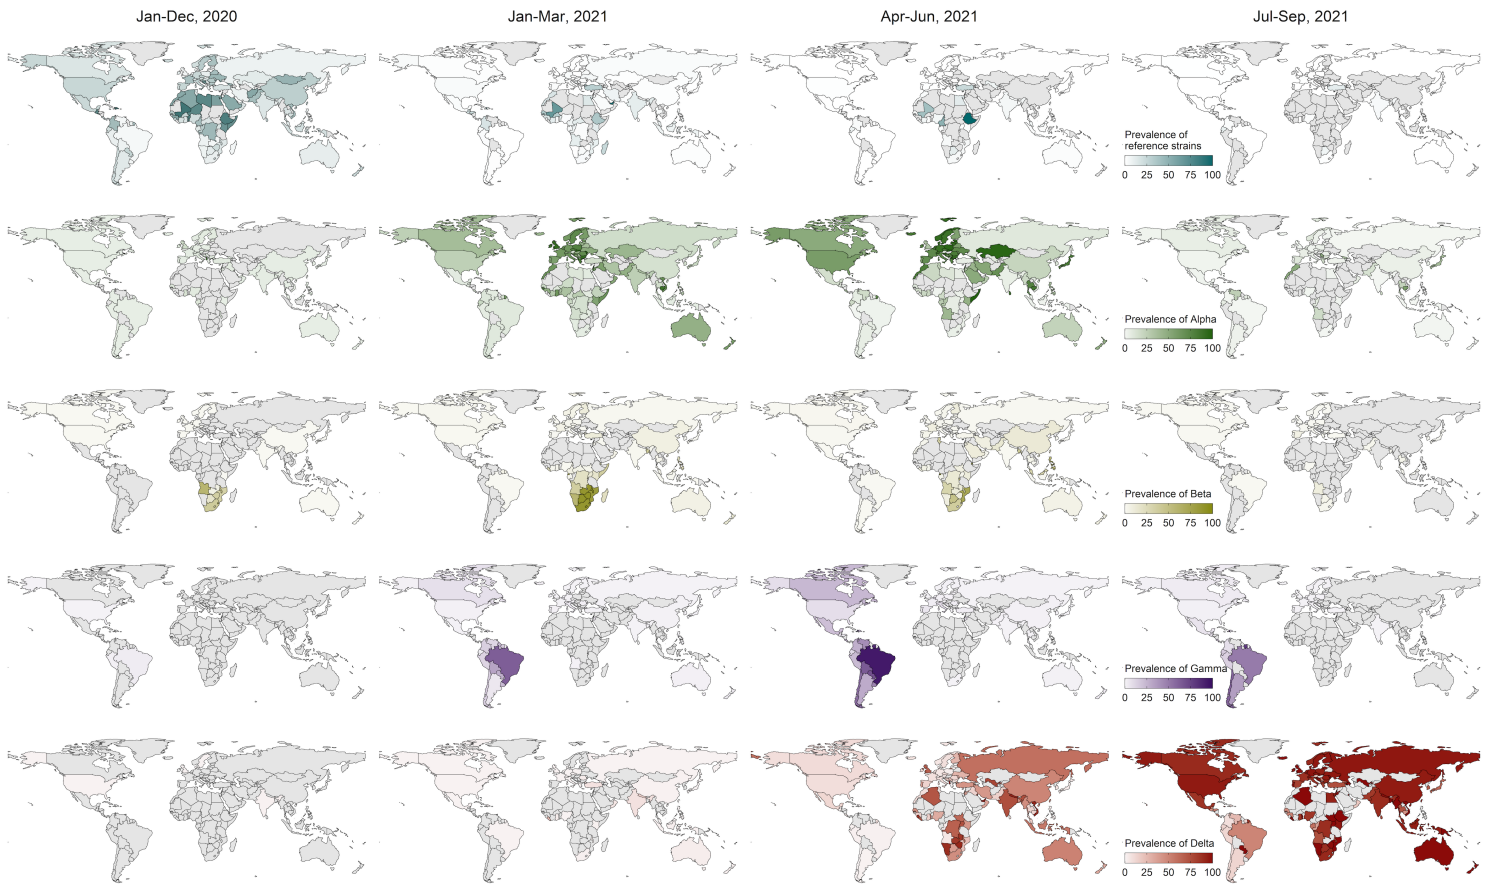 Jan-Dec, 2020
Jan-Mar, 2021
Apr-Jun, 2021
Jul-Sep, 2021
Prevalence of
reference strains
0 25 50 75 100
Prevalence of Alpha
0 25 50 75 100
Prevalence of Beta
0 25 50 75 100
Prevalence of Gamma
0 25 50 75 100
Prevalence of Delta
0 25 50 75 100